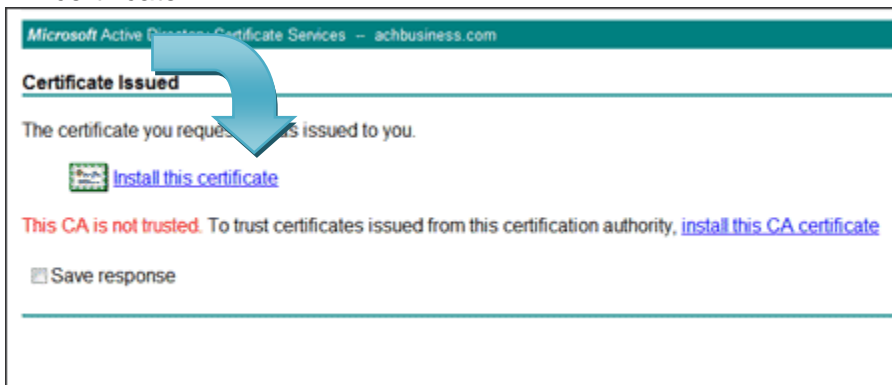 Microsoft Active Certificate Services -- achbusiness.com
Certificate Issued
The certificate you issued to you.
Install this certificate
This CA is not trusted. To trust certificates issued from this certification authority, install this CA certificate
Save response